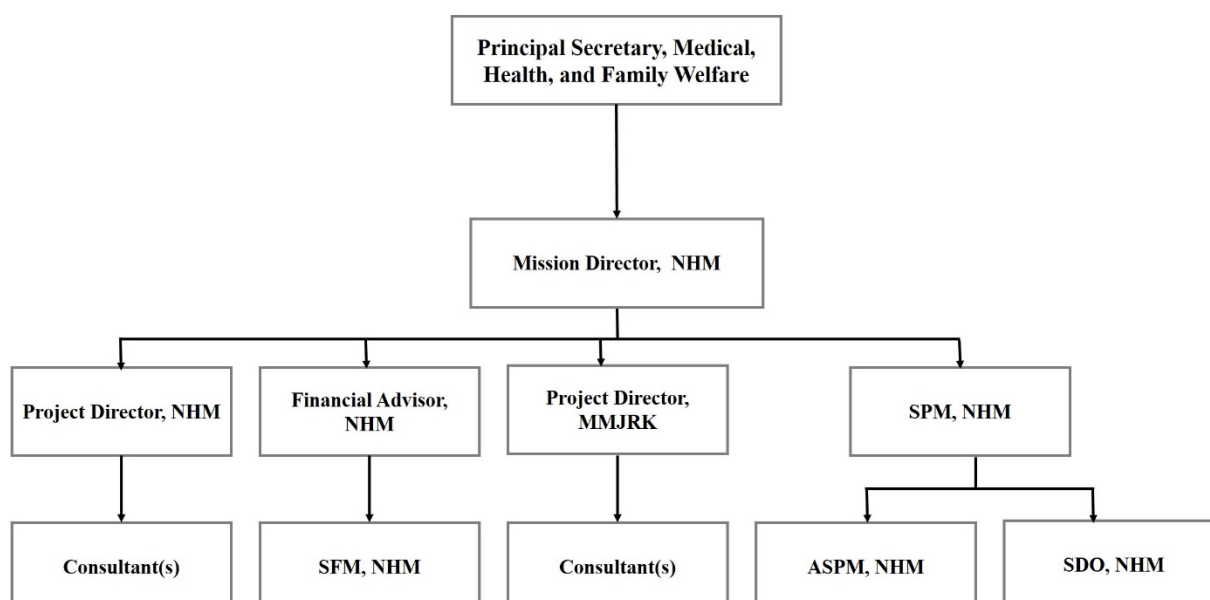 Principal Secretary, Medical,
Health, and Family Welfare
Mission Director, NHM
Project Director, NHM
Financial Advisor,
NHM
Project Director,
MMJRK
SPM, NHM
Consultant(s)
SFM, NHM
Consultant(s)
ASPM, NHM
SDO, NHM